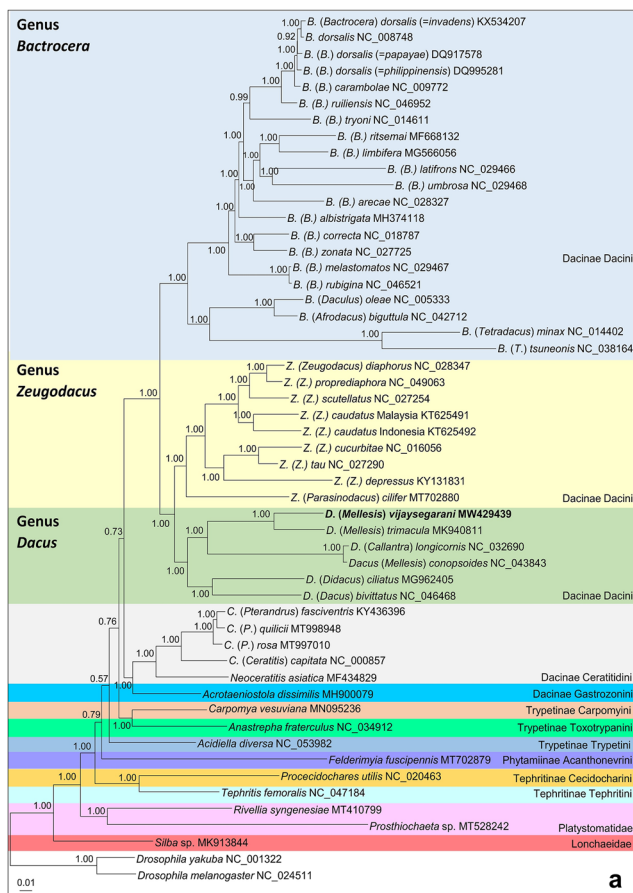 Genus
Bactrocera
B. (Bactrocera) dorsalis (=invadens) KX534207
B. dorsalis NC_008748
B. (B.) dorsalis (=papayae) DQ917578
B. (B.) dorsalis (=philippinensis) DQ995281
B. (B.) carambolae NC_009772
B. (B.) ruiliensis NC_046952
B. (B.) tryoni NC_014611
B. (B.) ritsemai MF668132
B. (B.) limbifera MG566056
B. (B.) latifrons NC_029466
B. (B.) umbrosa NC_029468
B. (B.) arecae NC_028327
B. (B.) albistrigata MH374118
B. (B.) correcta NC_018787
B. (B.) zonata NC_027725
Dacinae Dacini
B. (B.) melastomatos NC_029467
B. (B.) rubigina NC_046521
B. (Daculus) oleae NC_005333
B. (Afrodacus) biguttula NC_042712
B. (Tetradacus) minax NC_014402
B. (T.) tsuneonis NC_038164
1.00
0.92
1.00
1.00
1.00
1.00
0.99
1.00
1.00
1.00
1.00
1.00
1.00
1.00
1.00
1.00
1.00
1.00
1.00
1.00
Genus
Zeugodacus
Z. (Zeugodacus) diaphorus NC_028347
Z. (Z.) proprediaphora NC_049063
Z. (Z.) scutellatus NC_027254
Z. (Z.) caudatus Malaysia KT625491
Z. (Z.) caudatus Indonesia KT625492
Z. (Z.) cucurbitae NC_016056
Z. (Z.) tau NC_027290
Z. (Z.) depressus KY131831
Z. (Parasinodacus) cilifer MT702880
Dacinae Dacini
1.00
1.00
1.00
1.00
1.00
1.00
1.00
1.00
1.00
1.00
Genus
Dacus
D. (Mellesis) vijaysegarani MW429439
D. (Mellesis) trimacula MK940811
D. (Callantra) longicornis NC_032690
Dacus (Mellesis) conopsoides NC_043843
D. (Didacus) ciliatus MG962405
D. (Dacus) bivittatus NC_046468
Dacinae Dacini
1.00
1.00
1.00
1.00
1.00
1.00
0.73
C. (Pterandrus) fasciventris KY436396
C. (P.) quilicii MT998948
C. (P.) rosa MT997010
C. (Ceratitis) capitata NC_000857
Neoceratitis asiatica MF434829
Dacinae Ceratitidini
1.00
1.00
1.00
1.00
0.76
0.57
1.00
Acrotaeniostola dissimilis MH900079
Dacinae Gastrozonini
Carpomya vesuviana MN095236
Trypetinae Carpomyini
1.00
Anastrepha fraterculus NC_034912
Trypetinae Toxotrypanini
0.79
Acidiella diversa NC_053982
Trypetinae Trypetini
Felderimyia fuscipennis MT702879
Phytamiinae Acanthonevrini
1.00
1.00
Procecidochares utilis NC_020463
Tephritinae Cecidocharini
Tephritis femoralis NC_047184
Tephritinae Tephritini
1.00
1.00
Rivellia syngenesiae MT410799
Prosthiochaeta sp. MT528242
Platystomatidae
Silba sp. MK913844
Lonchaeidae
1.00
Drosophila yakuba NC_001322
Drosophila melanogaster NC_024511
0.01
a